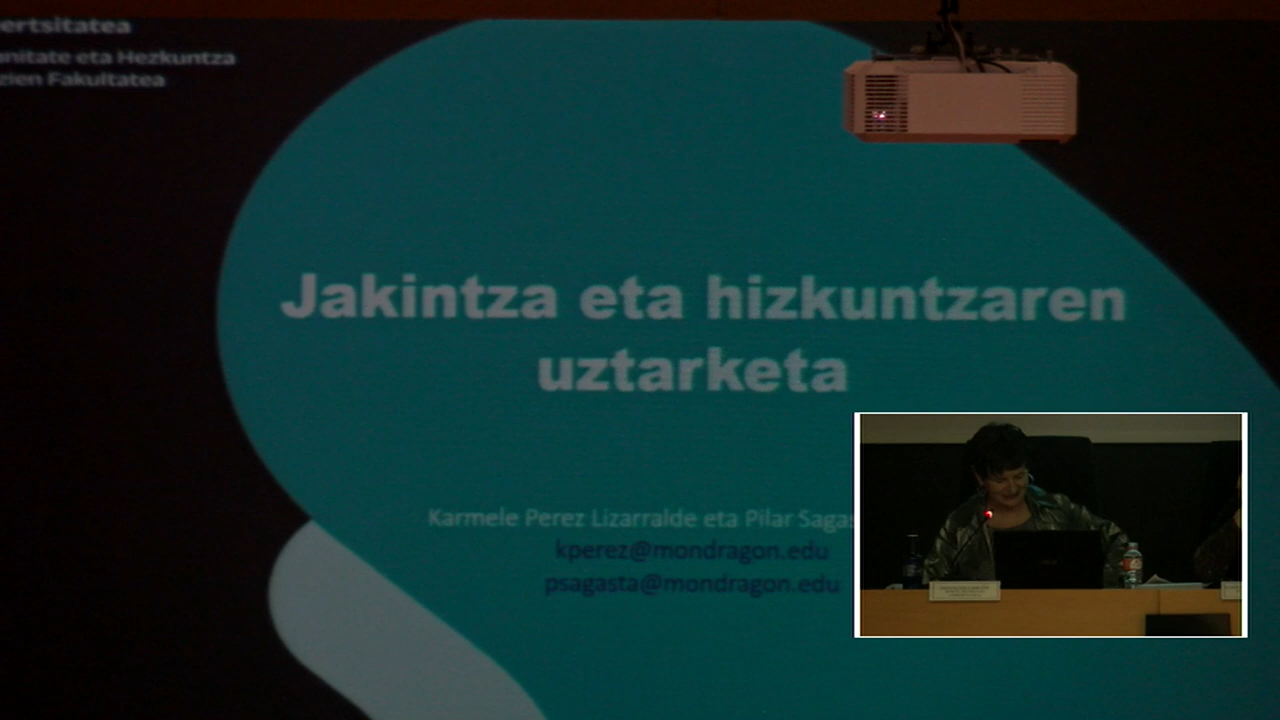 ertsitatea
nitate eta Hezkuntza
zien Fakultatea
Jakintza eta hizkuntzaren
uztarketa
Karmele Perez Lizarralde eta Pilar Sagas
kperez@mondragon.edu
psagasta@mondragon.edu